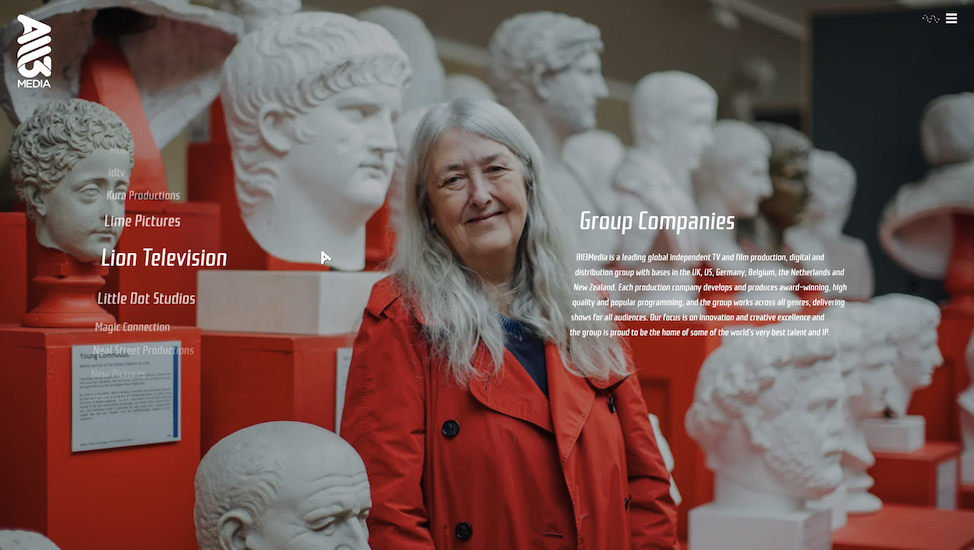 All3
MEDIA
idtv
Kura Productions
Lime Pictures
Lion Television
Little Dot Studios
Magic Connection
Neal Street Productions
New Pictures
Group Companies
All3Media is a leading global independent TV and film production, digital and
distribution group with bases in the UK, US, Germany, Belgium, the Netherlands and
New Zealand. Each production company develops and produces award-winning, high
quality and popular programming, and the group works across all genres, delivering
shows for all audiences. Our focus is on innovation and creative excellence and
the group is proud to be the home of some of the world's very best talent and IP.
Young Commodus